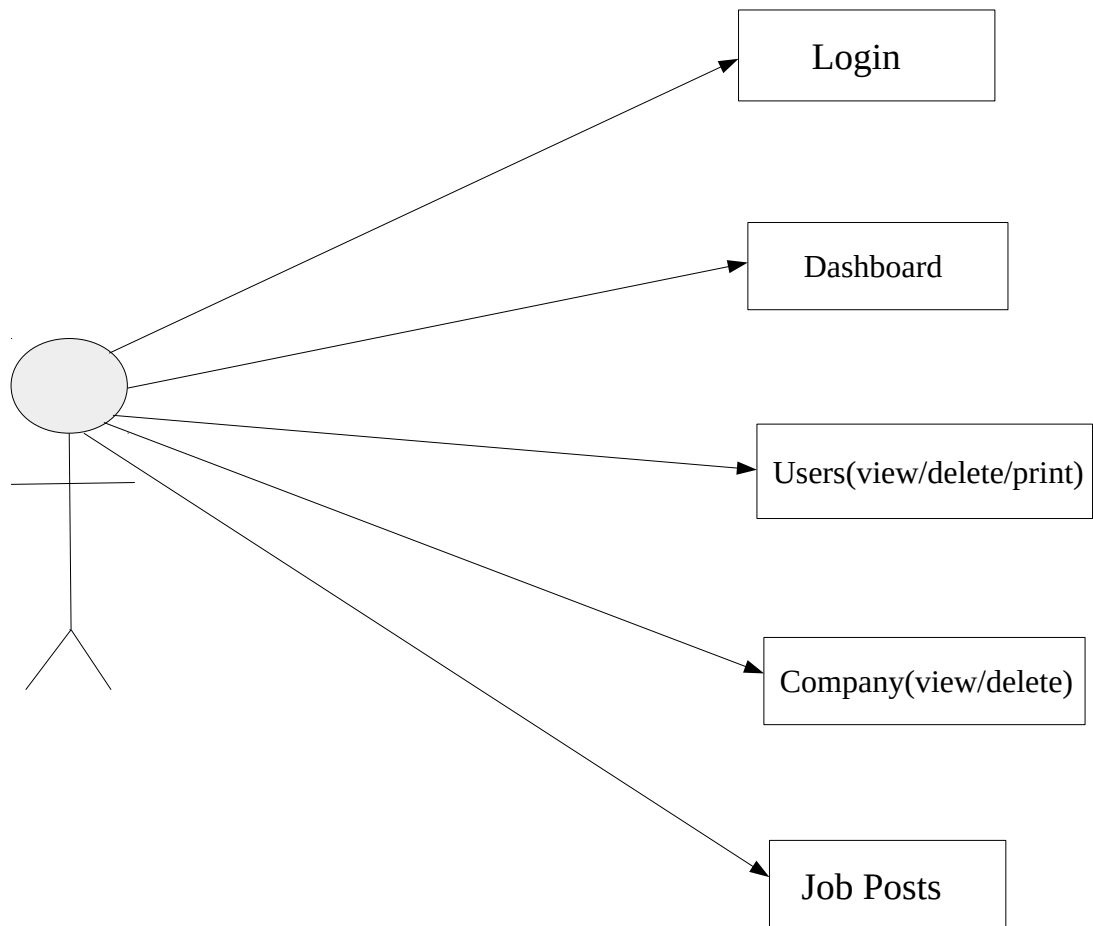 Login
Dashboard
Users(view/delete/print)
Company(view/delete)
Job Posts